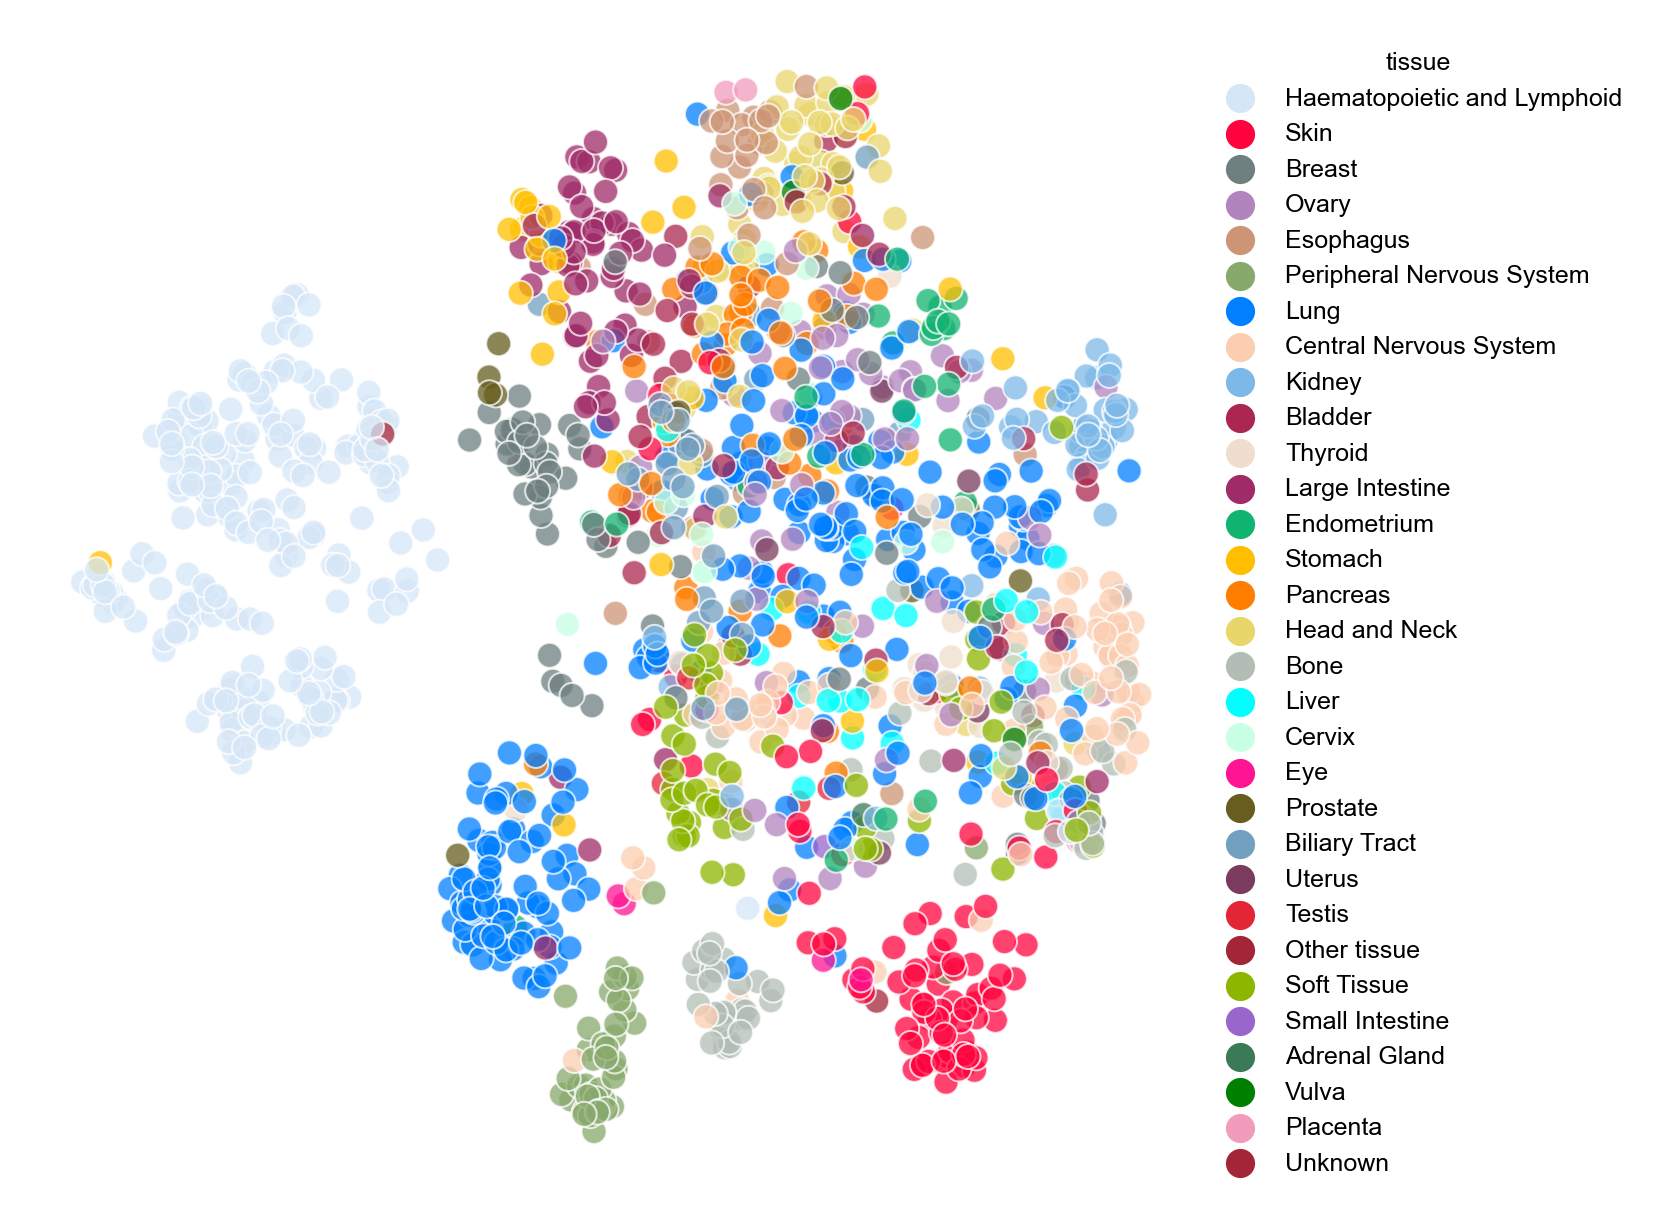 tissue
Haematopoietic and Lymphoid
Skin
Breast
Ovary
Esophagus
Peripheral Nervous System
Lung
Central Nervous System
Kidney
Bladder
Thyroid
Large Intestine
Endometrium
Stomach
Pancreas
Head and Neck
Bone
Liver
Cervix
Eye
Prostate
Biliary Tract
Uterus
Testis
Other tissue
Soft Tissue
Small Intestine
Adrenal Gland
Vulva
Placenta
Unknown